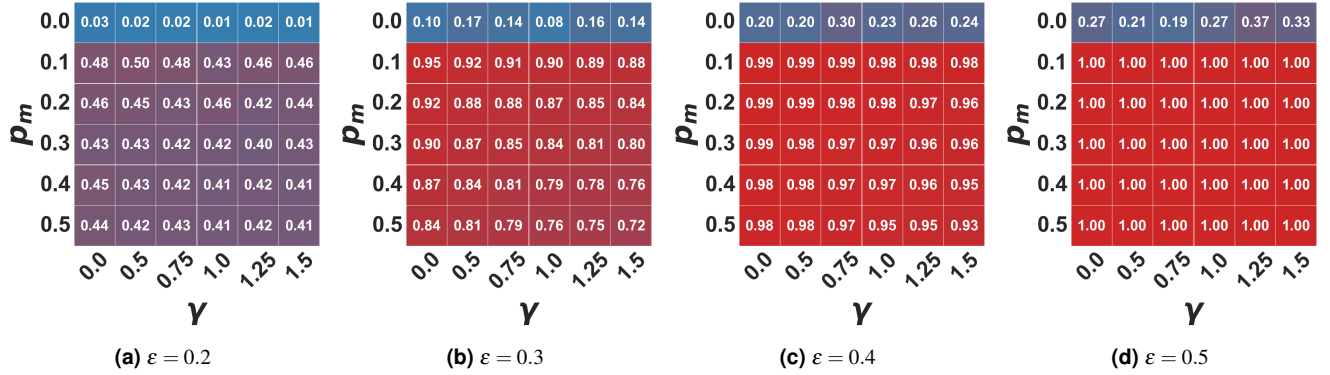 0.0 0.03 0.02 0.02 0.01 0.02 0.01
0.1 0.48 0.50 0.48 0.43 0.46 0.46
0.2 0.46 0.45 0.43 0.46 0.42 0.44
0.3 0.43 0.43 0.42 0.42 0.40 0.43
0.4 0.45 0.43 0.42 0.41 0.42 0.41
0.5 0.44 0.42 0.43 0.41 0.42 0.41
p_m
0.0 0.5 0.75 1.0 1.25 1.5
γ
(a) ε = 0.2
0.0 0.10 0.17 0.14 0.08 0.16 0.14
0.1 0.95 0.92 0.91 0.90 0.89 0.88
0.2 0.92 0.88 0.88 0.87 0.85 0.84
0.3 0.90 0.87 0.85 0.84 0.81 0.80
0.4 0.87 0.84 0.81 0.79 0.78 0.76
0.5 0.84 0.81 0.79 0.76 0.75 0.72
p_m
0.0 0.5 0.75 1.0 1.25 1.5
γ
(b) ε = 0.3
0.0 0.20 0.20 0.30 0.23 0.26 0.24
0.1 0.99 0.99 0.99 0.98 0.98 0.98
0.2 0.99 0.99 0.98 0.98 0.97 0.96
0.3 0.99 0.98 0.97 0.97 0.96 0.96
0.4 0.98 0.98 0.97 0.97 0.96 0.95
0.5 0.98 0.98 0.97 0.95 0.95 0.93
p_m
0.0 0.5 0.75 1.0 1.25 1.5
γ
(c) ε = 0.4
0.0 0.27 0.21 0.19 0.27 0.37 0.33
0.1 1.00 1.00 1.00 1.00 1.00 1.00
0.2 1.00 1.00 1.00 1.00 1.00 1.00
0.3 1.00 1.00 1.00 1.00 1.00 1.00
0.4 1.00 1.00 1.00 1.00 1.00 1.00
0.5 1.00 1.00 1.00 1.00 1.00 1.00
p_m
0.0 0.5 0.75 1.0 1.25 1.5
γ
(d) ε = 0.5